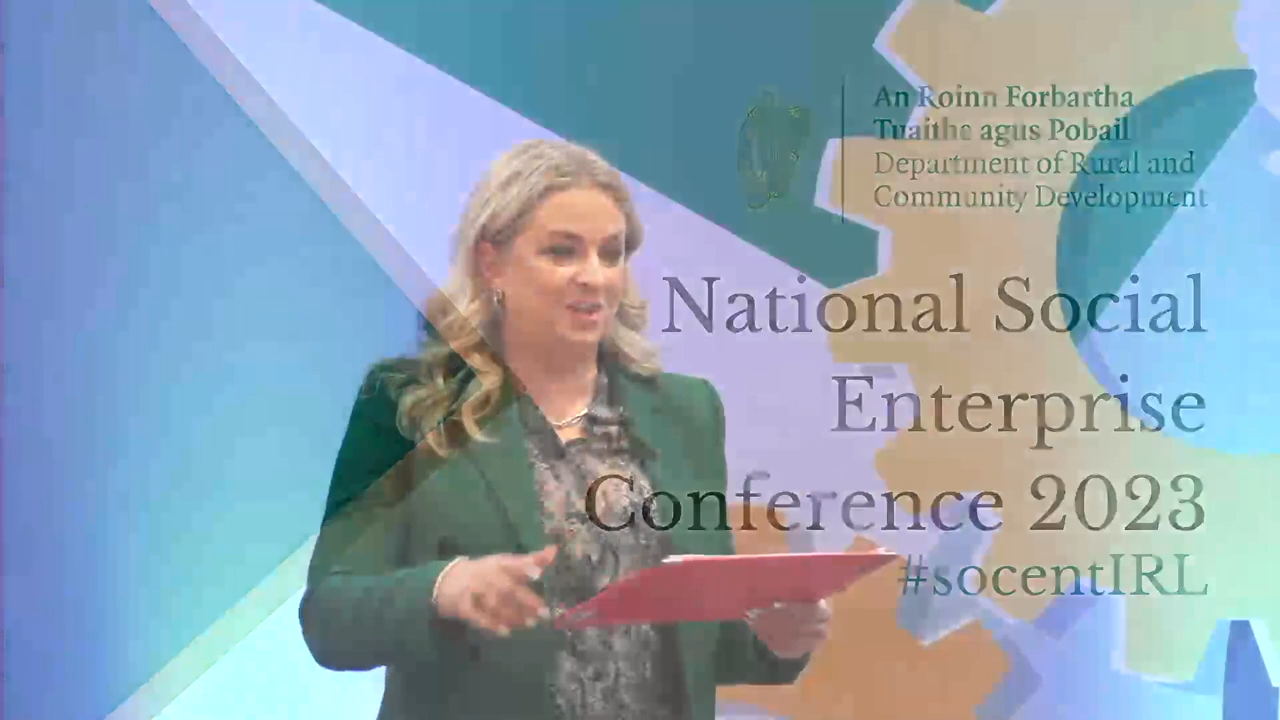 An Roinn Forbartha
Tuaithe agus Pobail
Department of Rural and
Community Development
National Social
Enterprise
Conference 2023
#socentIRL